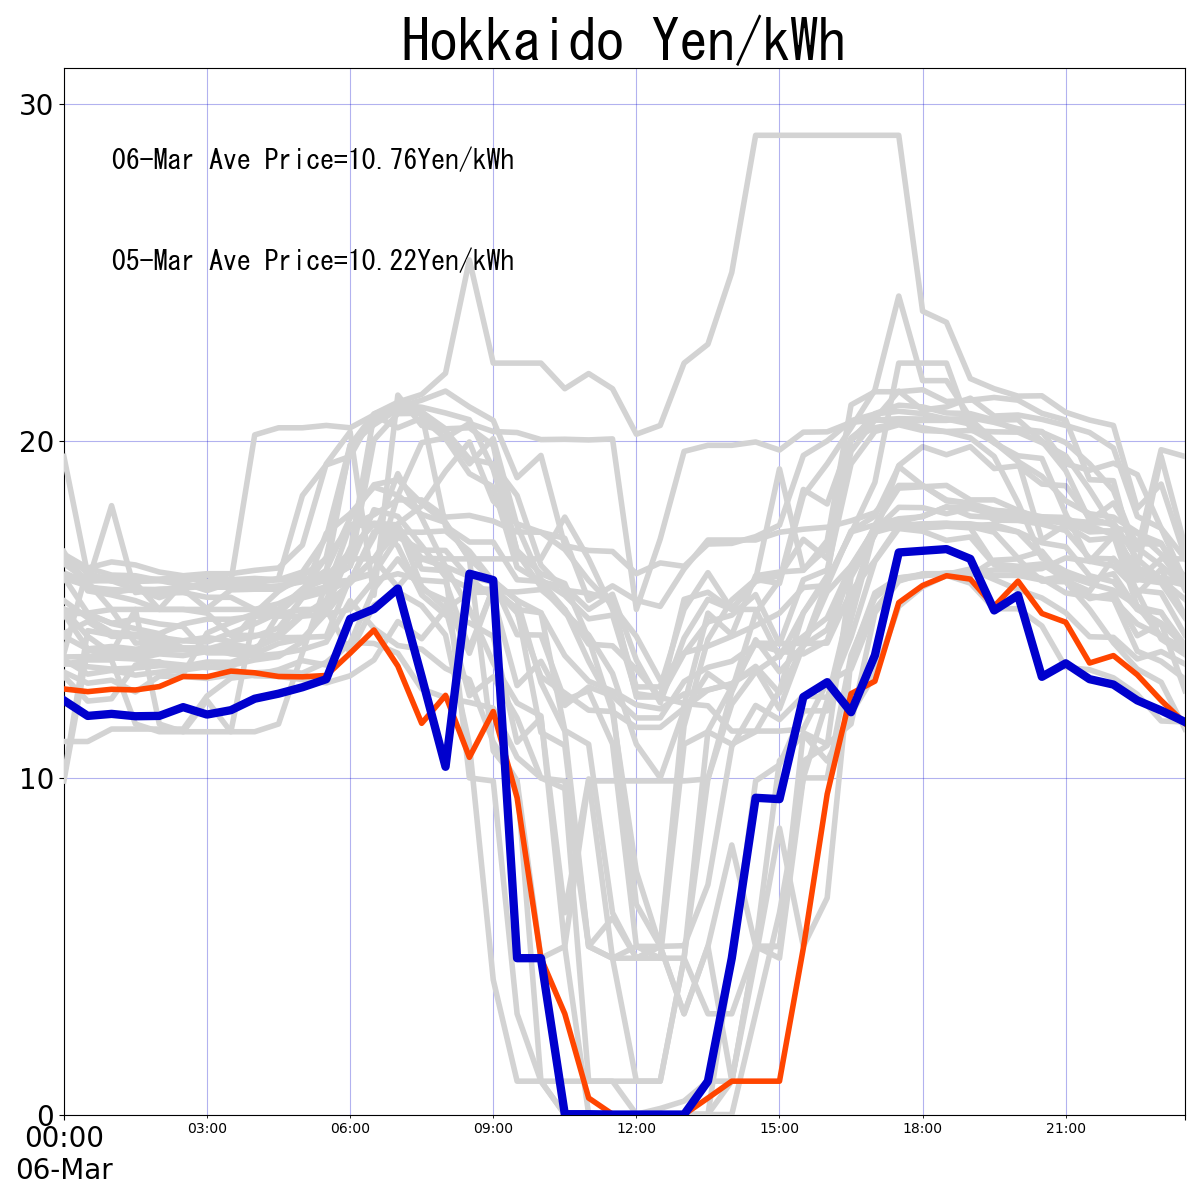 Hokkaido Yen/kWh
30
06-Mar Ave Price=10.76Yen/kWh
05-Mar Ave Price=10.22Yen/kWh
20
10
0
00:00 03:00 06:00 09:00 12:00 15:00 18:00 21:00
06-Mar